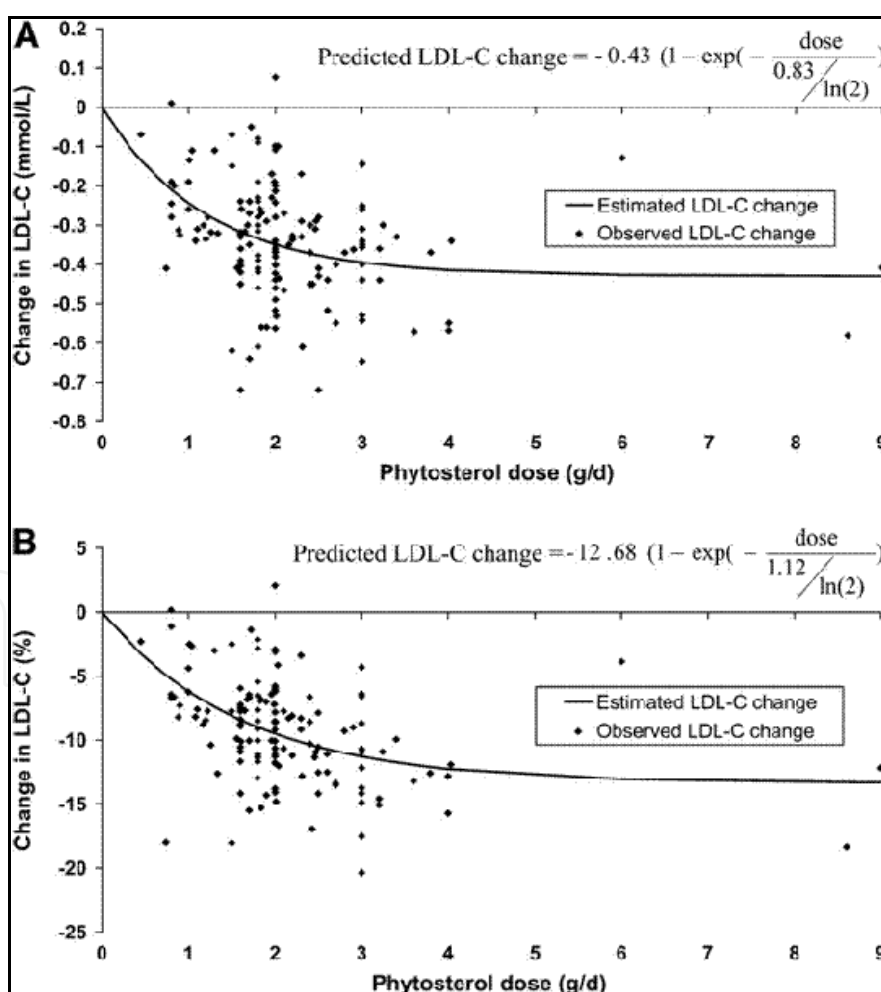 A
Predicted LDL-C change = - 0.43 (1- exp( - dose / 0.83 / ln(2) )
0.2
0.1
0
-0.1
-0.2
-0.3
-0.4
-0.5
-0.6
-0.7
-0.8
Change in LDL-C (mmol/L)
Estimated LDL-C change
Observed LDL-C change
0 1 2 3 4 5 6 7 8 9
Phytosterol dose (g/d)
B
Predicted LDL-C change =-12 .68 (1- exp( - dose / 1.12 / ln(2) )
5
0
-5
-10
-15
-20
-25
Change in LDL-C (%)
Estimated LDL-C change
Observed LDL-C change
0 1 2 3 4 5 6 7 8 9
Phytosterol dose (g/d)